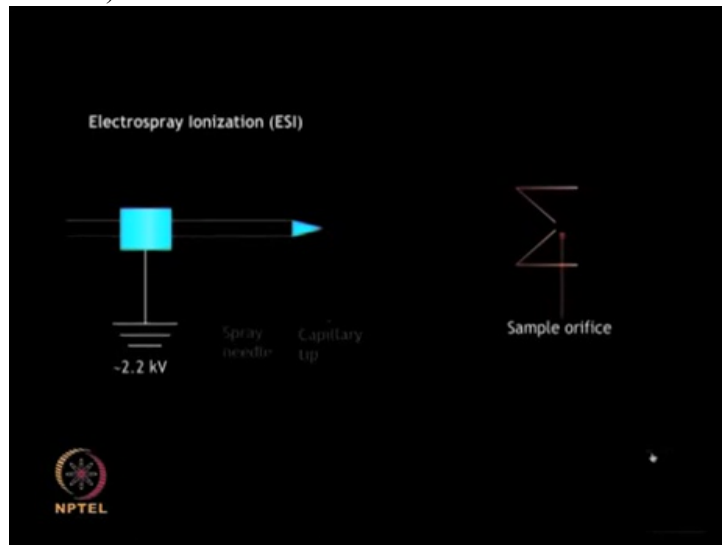 Electrospray Ionization (ESI)
Spray Capillary
needle tip
Sample orifice
~2.2 kV
NPTEL